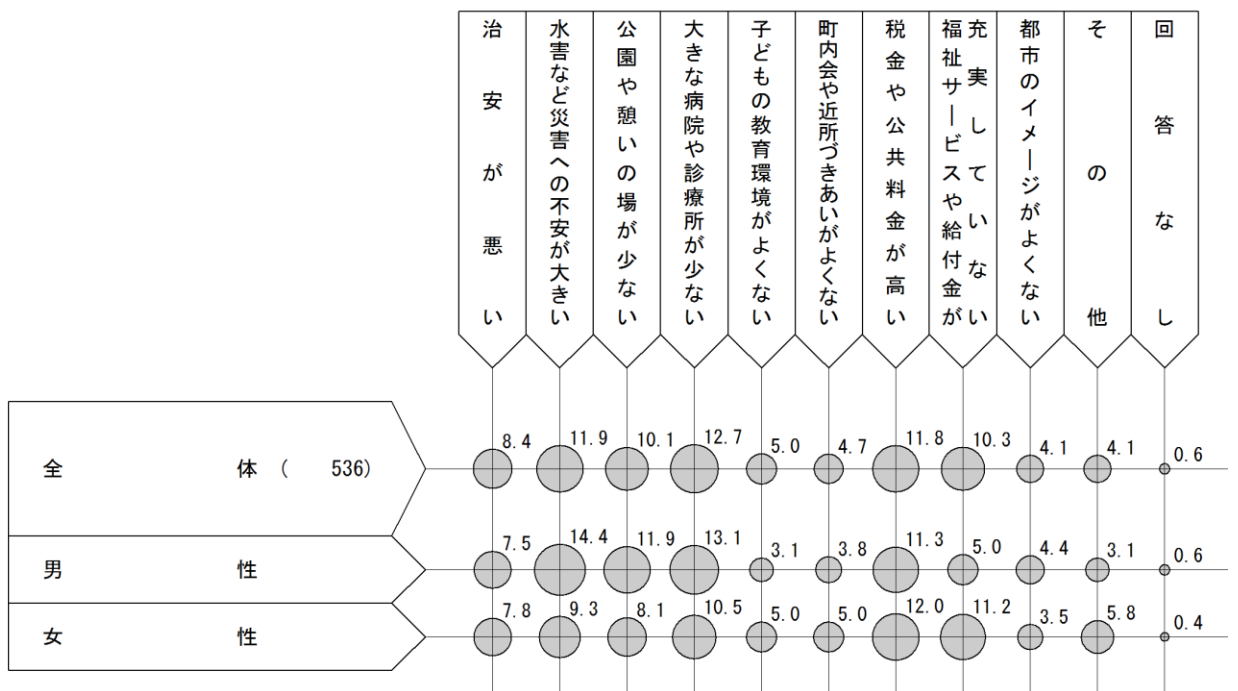 治安が悪い
水害など災害への不安が大きい
公園や憩いの場が少ない
大きな病院や診療所が少ない
子どもの教育環境がよくない
町内会や近所づきあいがよくない
税金や公共料金が高い
福祉サービスや給付金が
充実していない
都市のイメージがよくない
その他
回答なし
全体(536)
8.4 11.9 10.1 12.7 5.0 4.7 11.8 10.3 4.1 4.1 0.6
男性
7.5 14.4 11.9 13.1 3.1 3.8 11.3 5.0 4.4 3.1 0.6
女性
7.8 9.3 8.1 10.5 5.0 5.0 12.0 11.2 3.5 5.8 0.4